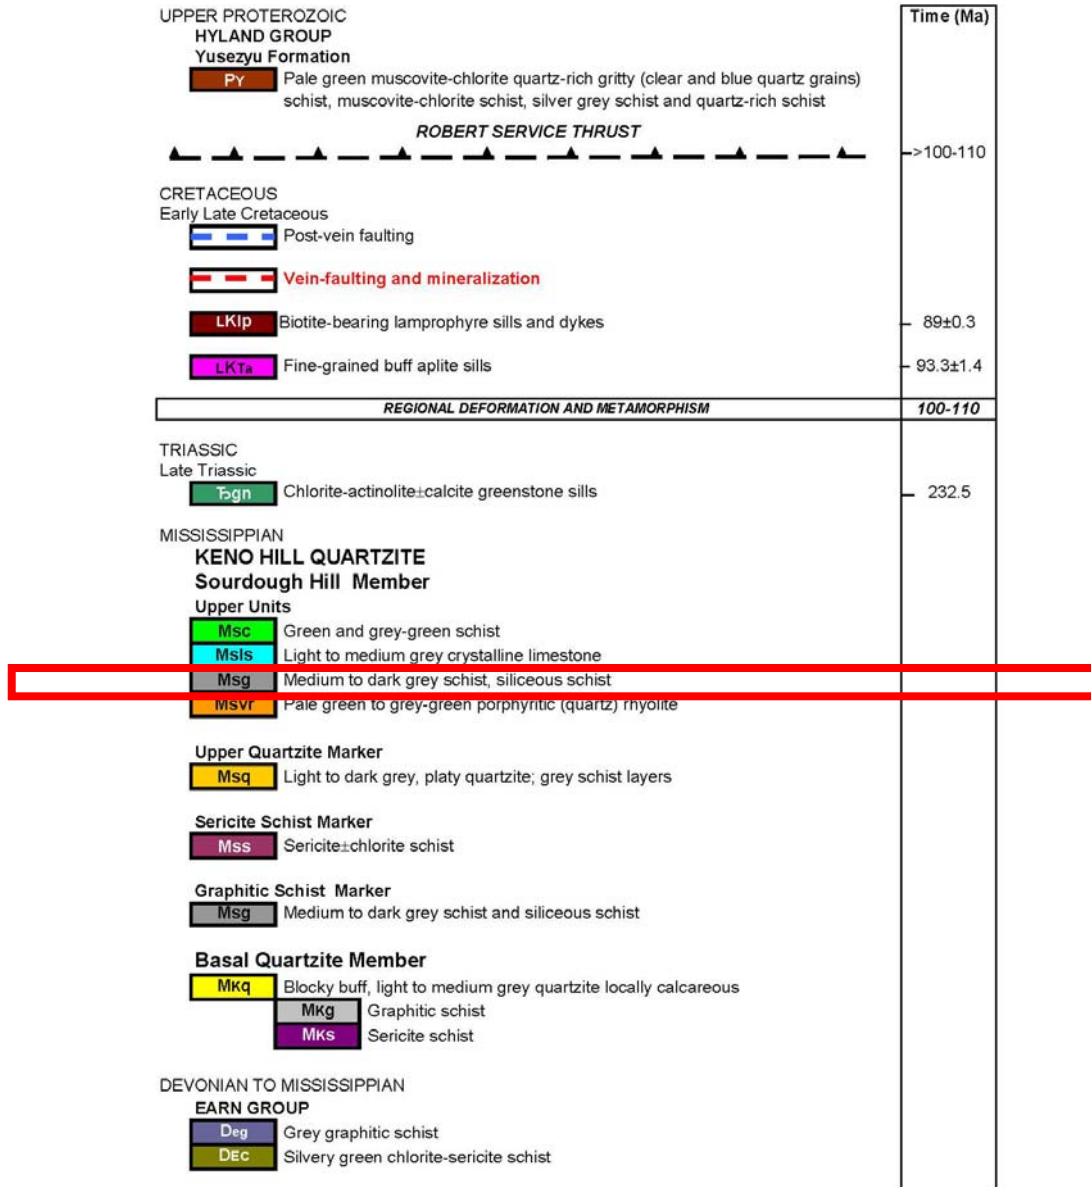 UPPER PROTEROZOIC
Time (Ma)
HYLAND GROUP
Yusezyu Formation
PY Pale green muscovite-chlorite quartz-rich gritty (clear and blue quartz grains)
schist, muscovite-chlorite schist, silver grey schist and quartz-rich schist
ROBERT SERVICE THRUST
>100-110
CRETACEOUS
Early Late Cretaceous
Post-vein faulting
Vein-faulting and mineralization
LKlp Biotite-bearing lamprophyre sills and dykes 89±0.3
LKTa Fine-grained buff aplite sills 93.3±1.4
REGIONAL DEFORMATION AND METAMORPHISM 100-110
TRIASSIC
Late Triassic
Chlorite-actinolite±calcite greenstone sills 232.5
MISSISSIPPIAN
KENO HILL QUARTZITE
Sourdough Hill Member
Upper Units
Msc Green and grey-green schist
Msls Light to medium grey crystalline limestone
Msg Medium to dark grey schist, siliceous schist
Msvr Pale green to grey-green porphyritic (quartz) rhyolite
Upper Quartzite Marker
Msq Light to dark grey, platy quartzite; grey schist layers
Sericite Schist Marker
Mss Sericite±chlorite schist
Graphitic Schist Marker
Msg Medium to dark grey schist and siliceous schist
Basal Quartzite Member
MKq Blocky buff, light to medium grey quartzite locally calcareous
MKg Graphitic schist
MKs Sericite schist
DEVONIAN TO MISSISSIPPIAN
EARN GROUP
Deg Grey graphitic schist
DEC Silvery green chlorite-sericite schist